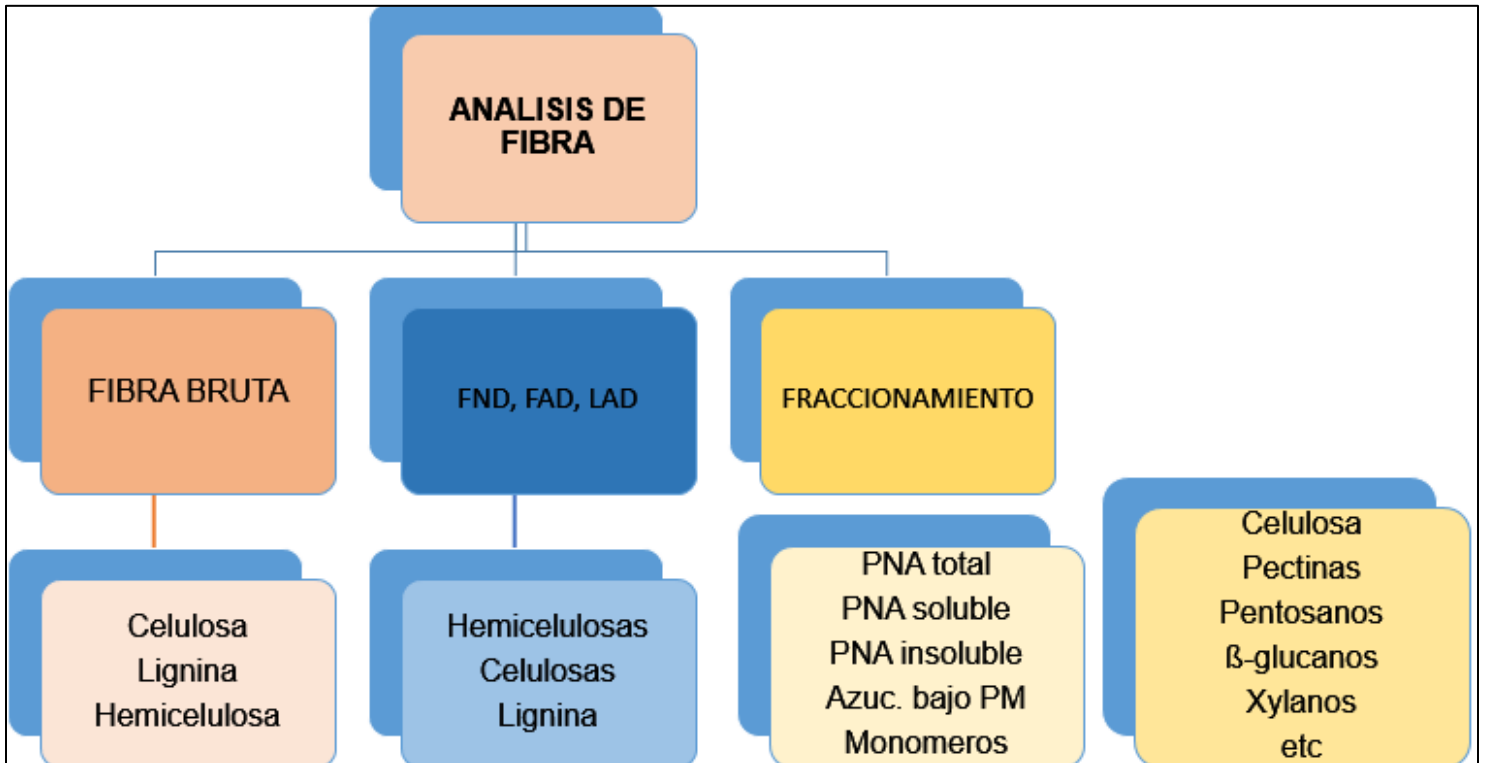 ANALISIS DE
FIBRA
FIBRA BRUTA
FND, FAD, LAD
FRACCIONAMIENTO
Celulosa
Lignina
Hemicelulosa
Hemicelulosas
Celulosas
Lignina
PNA total
PNA soluble
PNA insoluble
Azuc. bajo PM
Monomeros
Celulosa
Pectinas
Pentosanos
ß-glucanos
Xylanos
etc